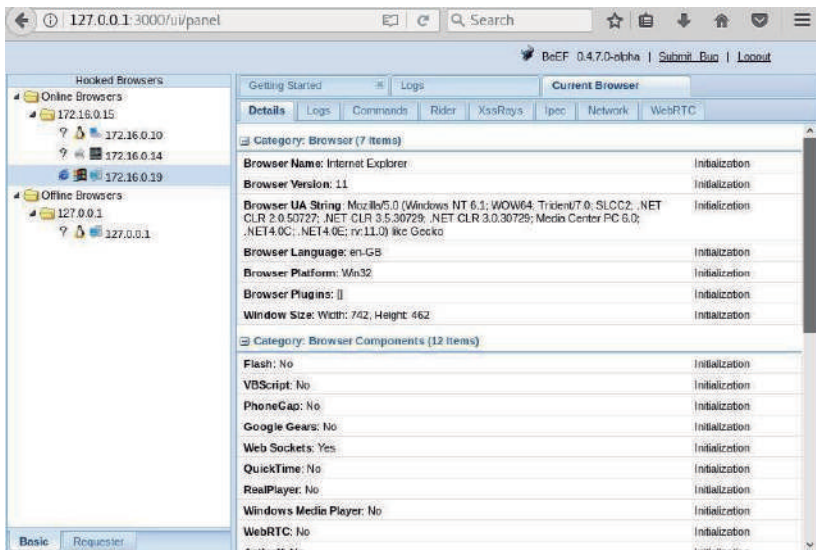 127.0.0.1:3000/ui/panel
Search
BeEF 0.4.7.0-alpha | Submit Bug | Logout
Hooked Browsers
Online Browsers
172.16.0.15
? 172.16.0.10
? 172.16.0.14
172.16.0.19
Offline Browsers
127.0.0.1
? 127.0.0.1
Basic Requester
Getting Started Logs Current Browser
Details Logs Commands Rider XssRays Ipec Network WebRTC
Category: Browser (7 Items)
Browser Name: Internet Explorer Initialization
Browser Version: 11 Initialization
Browser UA String: Mozilla/5.0 (Windows NT 6.1; WOW64; Trident/7.0; SLCC2; .NET Initialization
CLR 2.0.50727; .NET CLR 3.5.30729; .NET CLR 3.0.30729; Media Center PC 6.0;
.NET4.0C; .NET4.0E; rv:11.0) like Gecko
Browser Language: en-GB Initialization
Browser Platform: Win32 Initialization
Browser Plugins: [] Initialization
Window Size: Width: 742, Height: 462 Initialization
Category: Browser Components (12 Items)
Flash: No Initialization
VBScript: No Initialization
PhoneGap: No Initialization
Google Gears: No Initialization
Web Sockets: Yes Initialization
QuickTime: No Initialization
RealPlayer: No Initialization
Windows Media Player: No Initialization
WebRTC: No Initialization